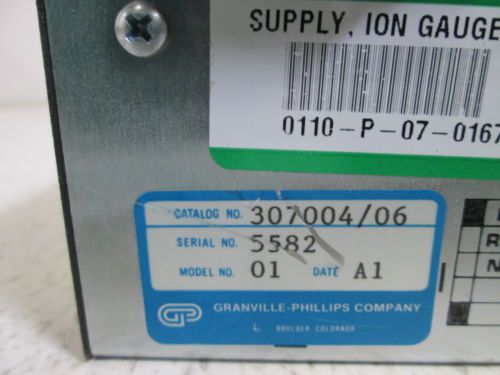 SUPPLY, ION GAUGE
0110-P-07-0167
CATALOG NO. 307004/06
SERIAL NO. 5582
MODEL NO. 01 DATE A1
GP GRANVILLE-PHILLIPS COMPANY
BOULDER COLORADO
R
N